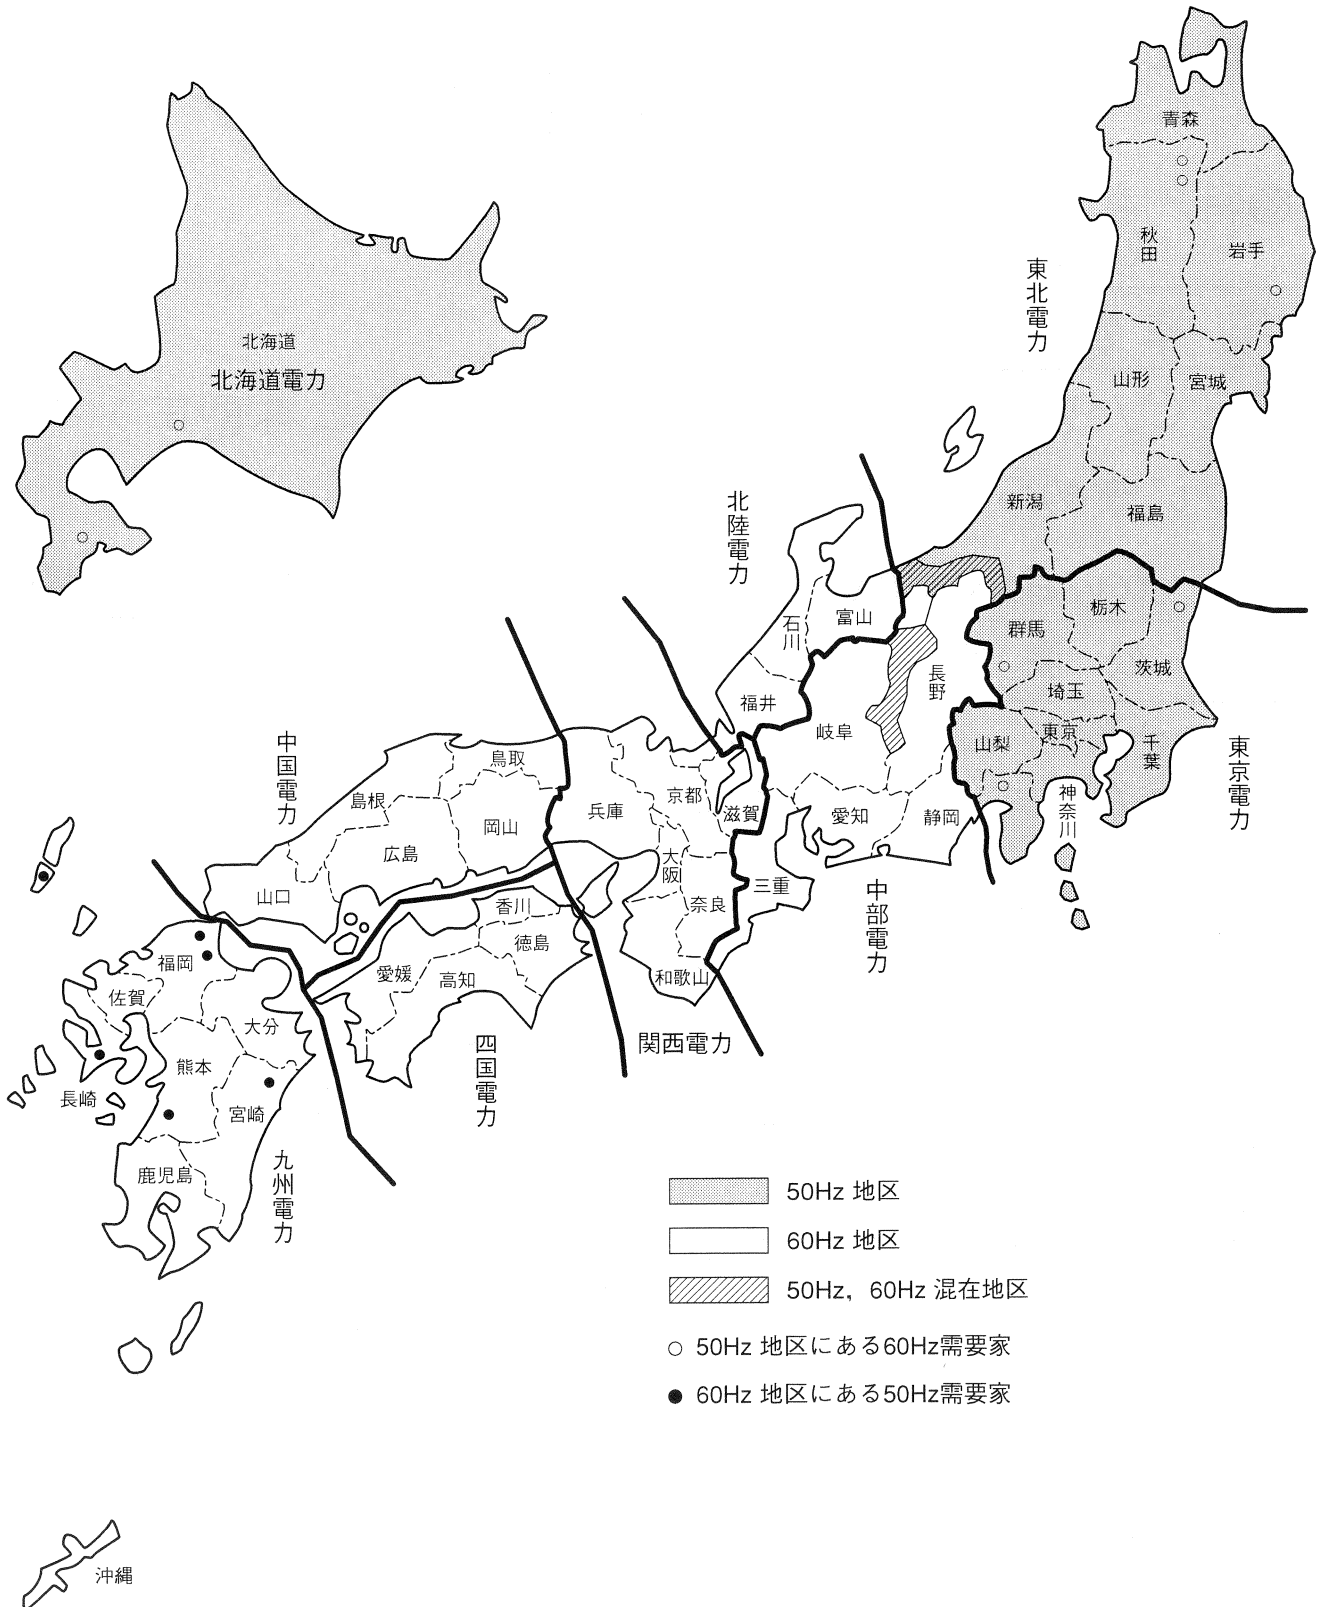 青森
秋田
岩手
東北電力
北海道
北海道電力
山形
宮城
新潟
福島
北陸電力
石川
富山
福井
群馬
栃木
茨城
埼玉
長野
岐阜
山梨
東京
千葉
神奈川
東京電力
中国電力
鳥取
島根
岡山
広島
山口
兵庫
京都
滋賀
大阪
奈良
和歌山
三重
愛知
静岡
中部電力
関西電力
香川
徳島
愛媛
高知
四国電力
福岡
佐賀
大分
長崎
熊本
宮崎
鹿児島
九州電力
50Hz 地区
60Hz 地区
50Hz，60Hz 混在地区
○ 50Hz 地区にある60Hz需要家
● 60Hz 地区にある50Hz需要家
沖縄